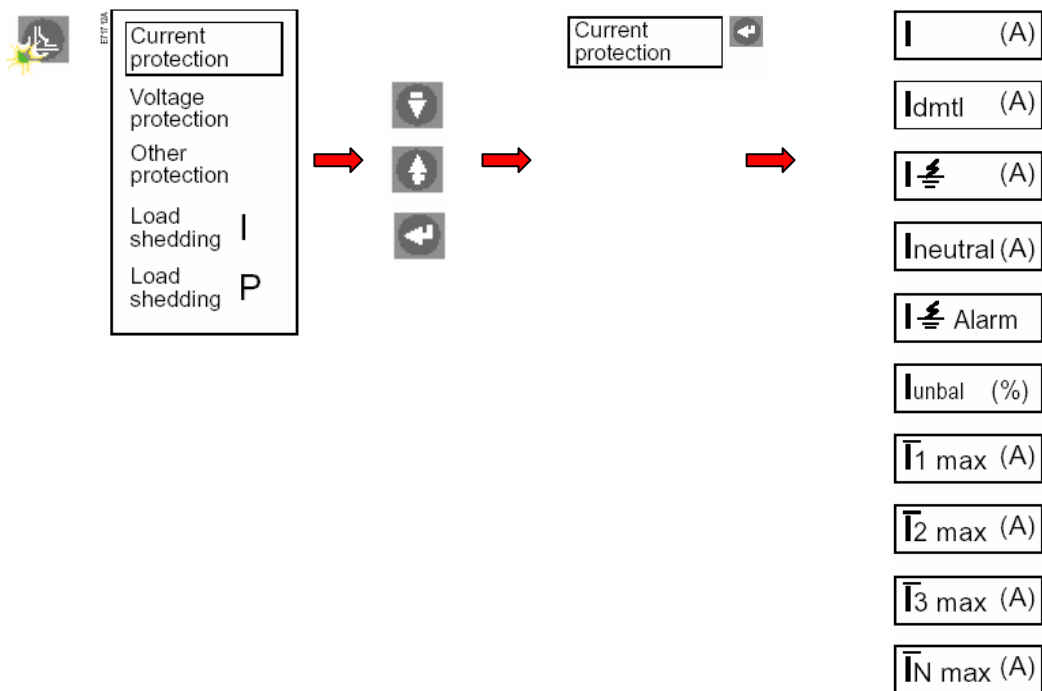 E71712A
Current
protection
Voltage
protection
Other
protection
Load
shedding I
Load
shedding P
Current
protection
I (A)
Idmtl (A)
I (A)
Ineutral (A)
I Alarm
Iunbal (%)
I1 max (A)
I2 max (A)
I3 max (A)
IN max (A)